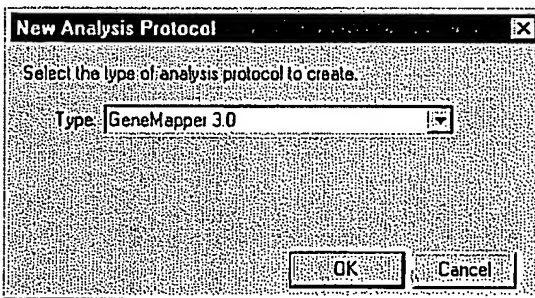 New Analysis Protocol
Select the type of analysis protocol to create.
Type GeneMapper 3.0
OK Cancel